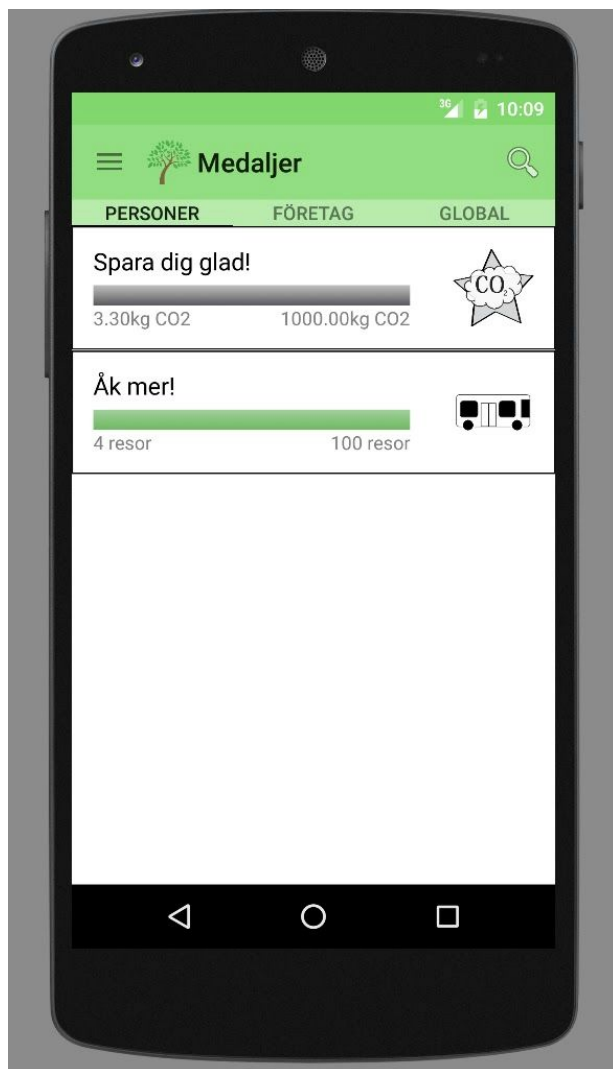 3G 10:09
Medaljer
PERSONER FÖRETAG GLOBAL
Spara dig glad!
3.30kg CO2 1000.00kg CO2
CO2
Åk mer!
4 resor 100 resor